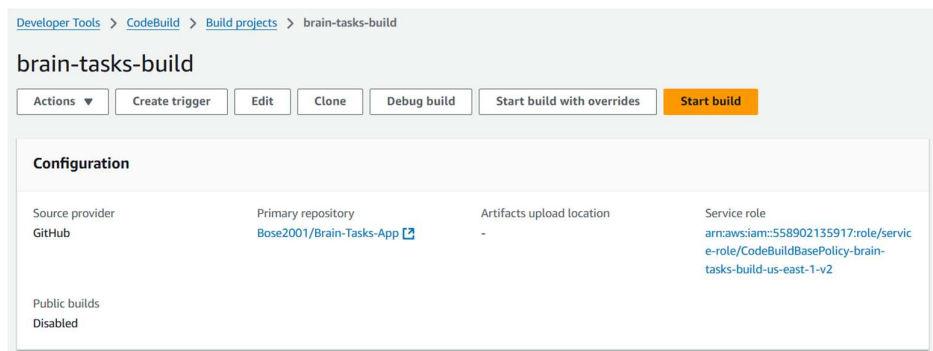 Developer Tools > CodeBuild > Build projects > brain-tasks-build
brain-tasks-build
Actions ▼ Create trigger Edit Clone Debug build Start build with overrides Start build
Configuration
Source provider Primary repository Artifacts upload location Service role
GitHub Bose2001/Brain-Tasks-App - arn:aws:iam::558902135917:role/servic
e-role/CodeBuildBasePolicy-brain-
tasks-build-us-east-1-v2
Public builds
Disabled